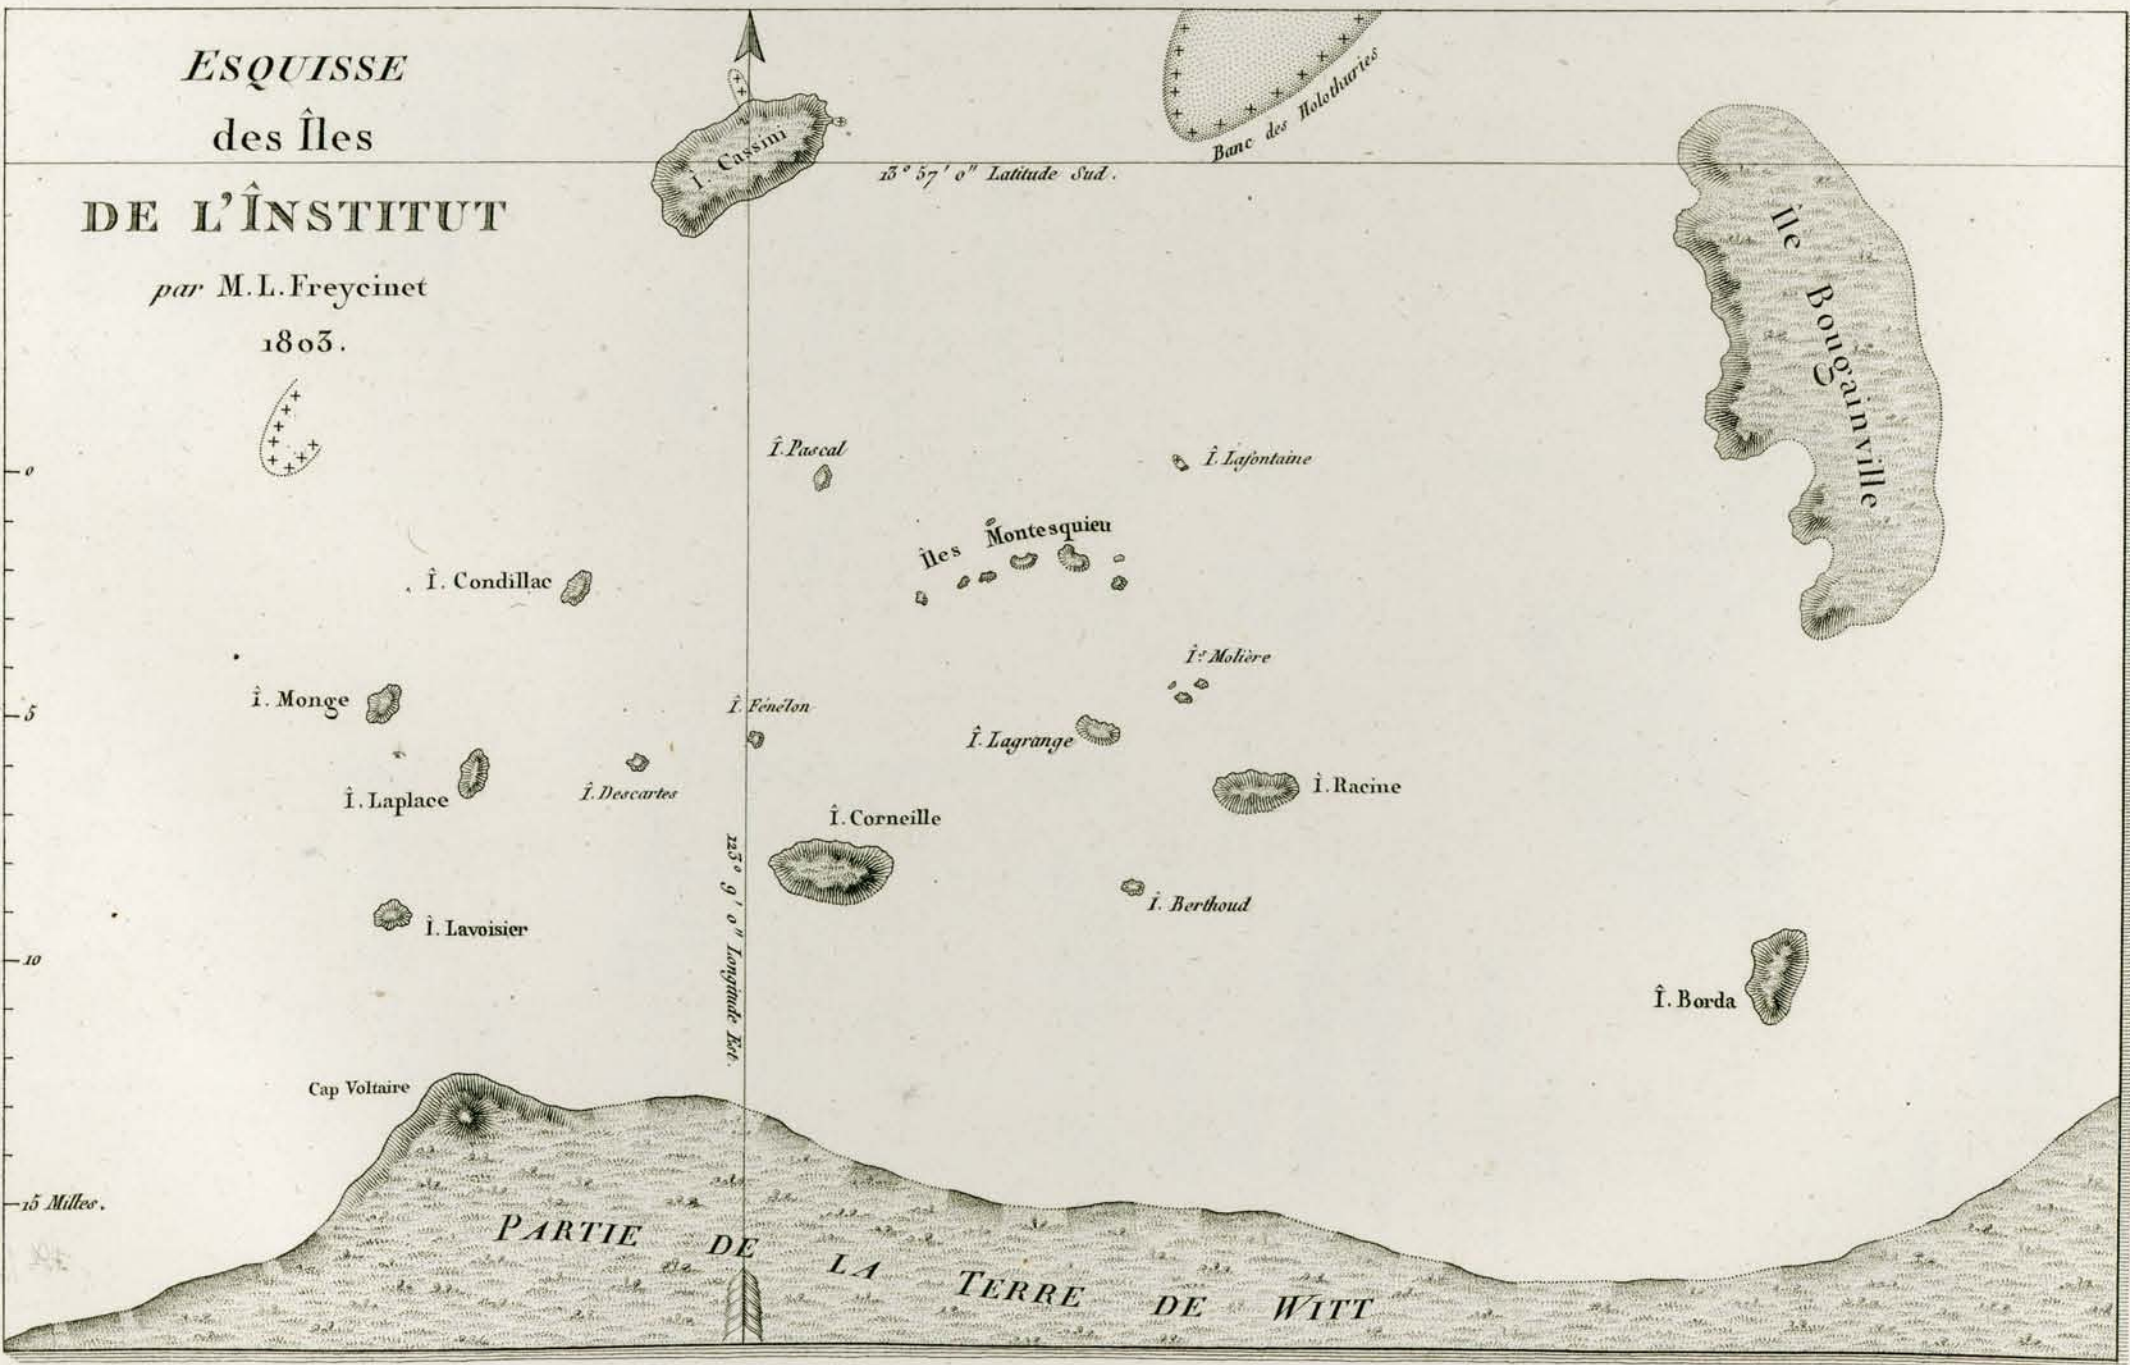 ESQUISSE
des Îles
DE L'ÎNSTITUT
par M.L.Freycinet
1803.
Î. Cassini
Banc des Holothuries
13° 57' 0" Latitude Sud.
Île Bougainville
Î. Pascal
Î. Lafontaine
0
Îles Montesquieu
Î. Condillac
Îs Molière
Î. Monge
Î. Fénélon
5
Î. Lagrange
Î. Laplace
Î. Descartes
Î. Racine
Î. Corneille
123° 9' 0" Longitude Est.
Î. Berthoud
Î. Lavoisier
10
Î. Borda
Cap Voltaire
15 Milles.
PARTIE DE LA TERRE DE WITT